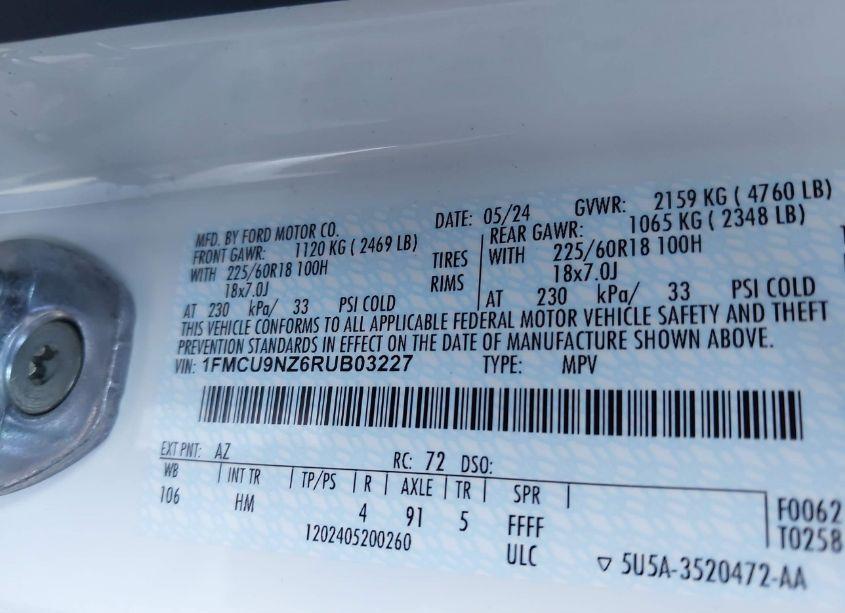 MFD. BY FORD MOTOR CO. DATE: 05/24 GVWR: 2159 KG ( 4760 LB)
FRONT GAWR: 1120 KG ( 2469 LB) REAR GAWR: 1065 KG ( 2348 LB)
WITH 225/60R18 100H TIRES WITH 225/60R18 100H
18x7.0J RIMS 18x7.0J
AT 230 kPa/ 33 PSI COLD AT 230 kPa/ 33 PSI COLD
THIS VEHICLE CONFORMS TO ALL APPLICABLE FEDERAL MOTOR VEHICLE SAFETY AND THEFT
PREVENTION STANDARDS IN EFFECT ON THE DATE OF MANUFACTURE SHOWN ABOVE.
VIN: 1FMCU9NZ6RUB03227 TYPE: MPV
EXT PNT: AZ RC: 72 DSO:
WB INT TR TP/PS R AXLE TR SPR
106 HM 4 91 5 FFFF
1202405200260 ULC
F0062
T0258
▽ 5U5A-3520472-AA